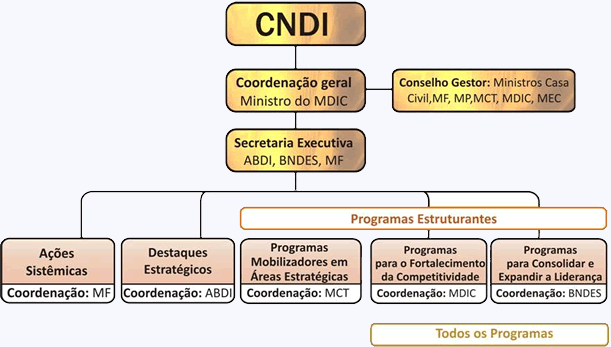 CNDI
Coordenação geral
Ministro do MDIC
Conselho Gestor: Ministros Casa
Civil,MF, MP,MCT, MDIC, MEC
Secretaria Executiva
ABDI, BNDES, MF
Programas Estruturantes
Ações
Sistêmicas
Coordenação: MF
Destaques
Estratégicos
Coordenação: ABDI
Programas
Mobilizadores em
Áreas Estratégicas
Coordenação: MCT
Programas
para o Fortalecimento
da Competitividade
Coordenação: MDIC
Programas
para Consolidar e
Expandir a Liderança
Coordenação: BNDES
Todos os Programas